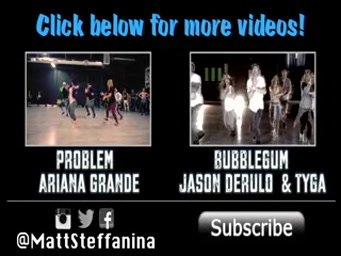 Click below for more videos!
PROBLEM
ARIANA GRANDE
BUBBLEGUM
JASON DERULO & TYGA
@MattSteffanina
Subscribe